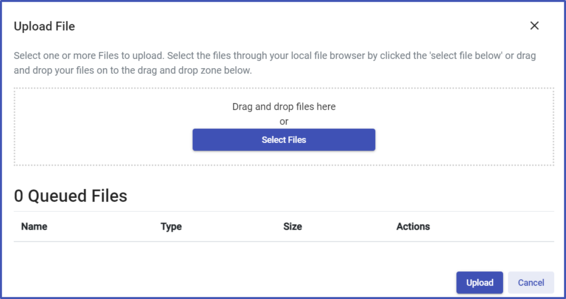 Upload File
Select one or more Files to upload. Select the files through your local file browser by clicked the 'select file below' or drag
and drop your files on to the drag and drop zone below.
Drag and drop files here
or
Select Files
0 Queued Files
Name Type Size Actions
Upload Cancel